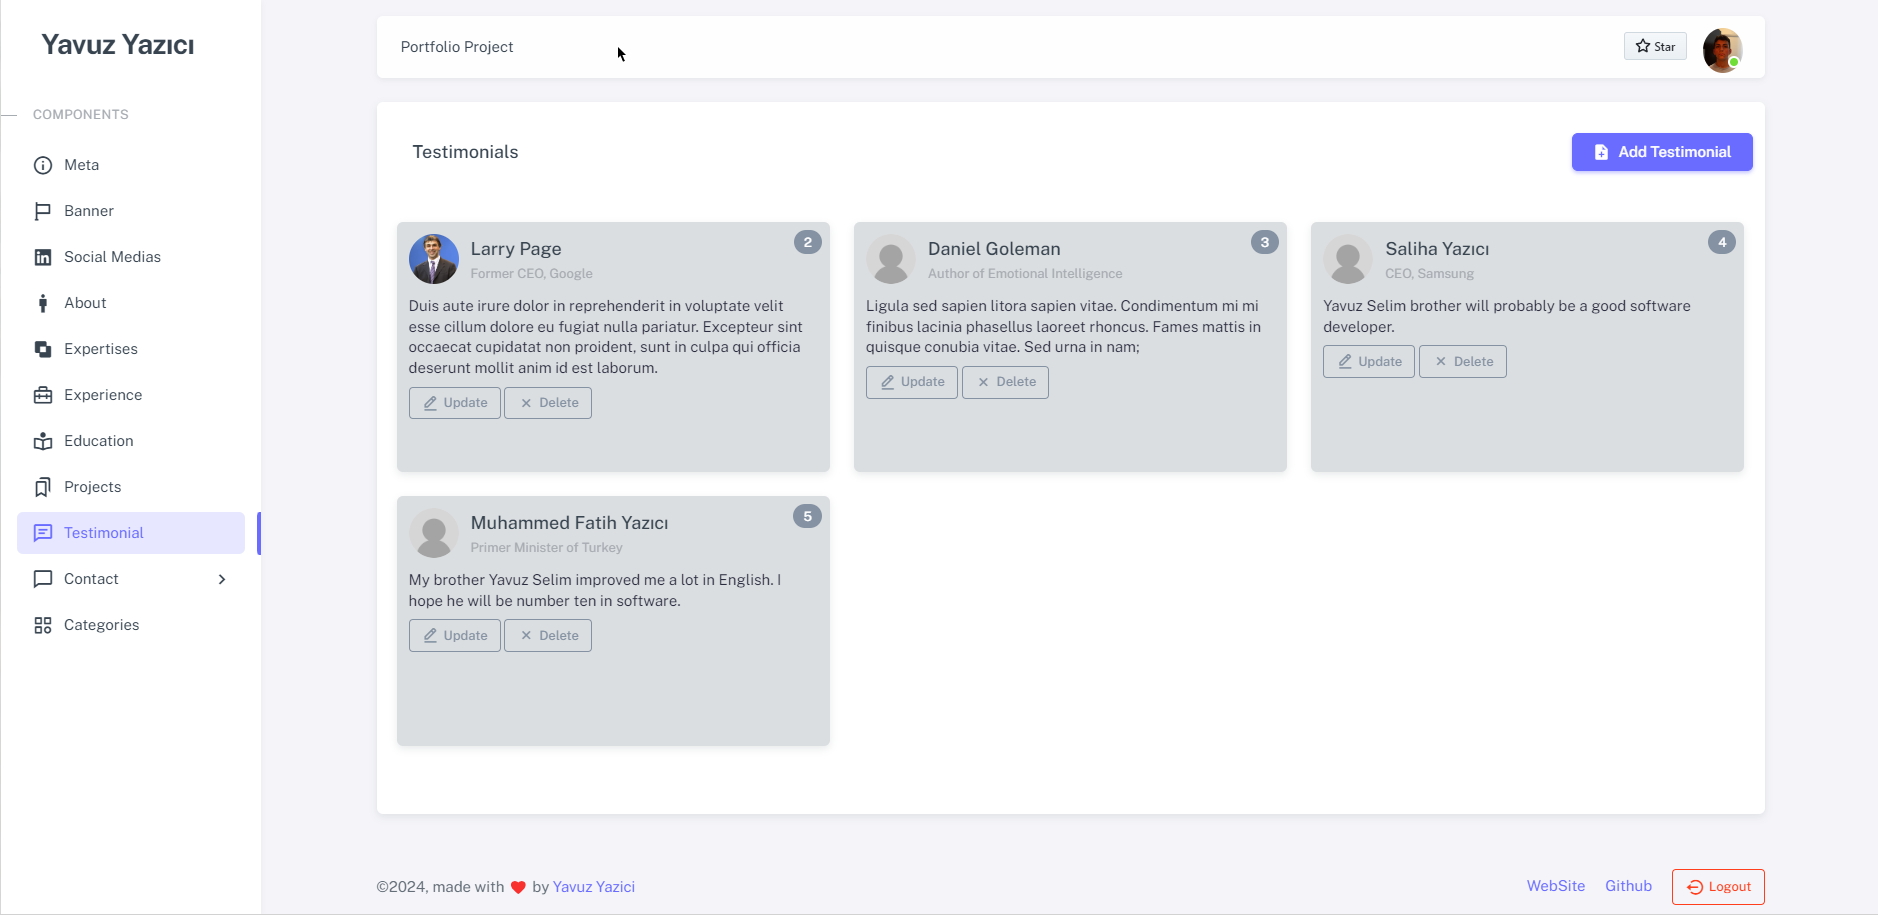 Yavuz Yazıcı
COMPONENTS
Meta
Banner
Social Medias
About
Expertises
Experience
Education
Projects
Testimonial
Contact
Categories
Portfolio Project
Star
Testimonials
Add Testimonial
Larry Page
2
Former CEO, Google
Duis aute irure dolor in reprehenderit in voluptate velit
esse cillum dolore eu fugiat nulla pariatur. Excepteur sint
occaecat cupidatat non proident, sunt in culpa qui officia
deserunt mollit anim id est laborum.
Update Delete
Daniel Goleman
3
Author of Emotional Intelligence
Ligula sed sapien litora sapien vitae. Condimentum mi mi
finibus lacinia phasellus laoreet rhoncus. Fames mattis in
quisque conubia vitae. Sed urna in nam;
Update Delete
Saliha Yazıcı
4
CEO, Samsung
Yavuz Selim brother will probably be a good software
developer.
Update Delete
Muhammed Fatih Yazıcı
5
Primer Minister of Turkey
My brother Yavuz Selim improved me a lot in English. I
hope he will be number ten in software.
Update Delete
©2024, made with ❤️ by Yavuz Yazici
WebSite Github Logout